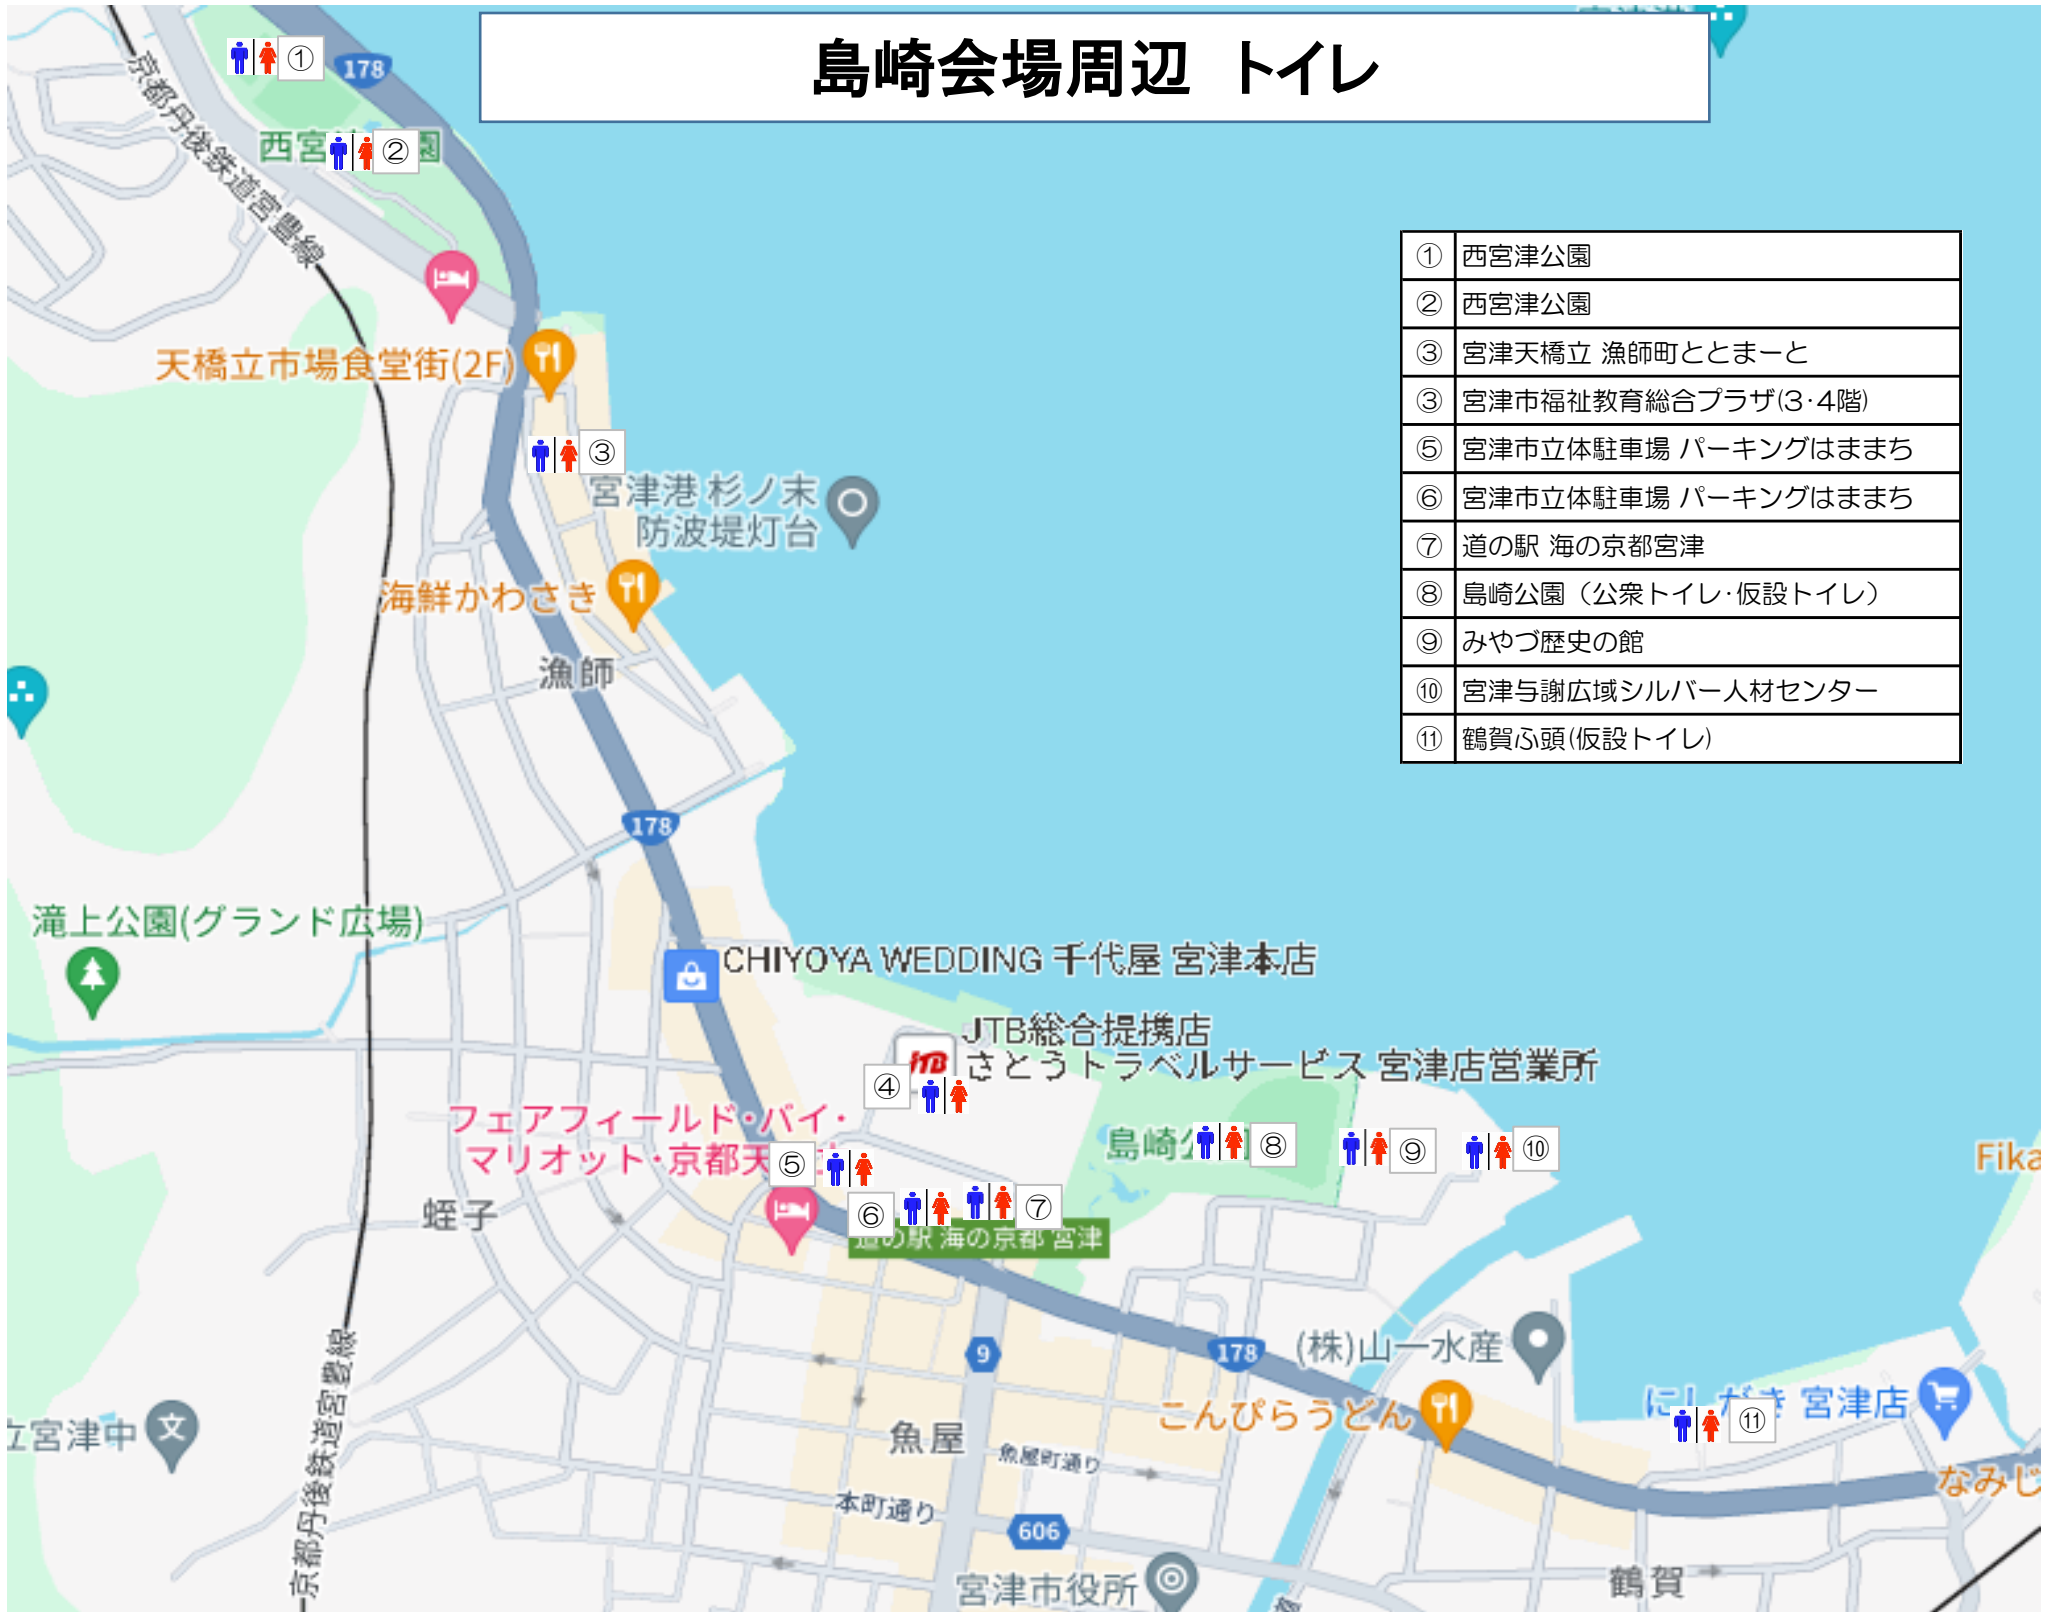 島崎会場周辺 トイレ
①
178
京都丹後鉄道宮豊線
西宮
園
②
① 西宮津公園
② 西宮津公園
③ 宮津天橋立 漁師町ととまーと
③ 宮津市福祉教育総合プラザ(3･4階)
⑤ 宮津市立体駐車場 パーキングはままち
⑥ 宮津市立体駐車場 パーキングはままち
⑦ 道の駅 海の京都宮津
⑧ 島崎公園（公衆トイレ･仮設トイレ）
⑨ みやづ歴史の館
⑩ 宮津与謝広域シルバー人材センター
⑪ 鶴賀ふ頭(仮設トイレ)
天橋立市場食堂街(2F)
③
宮津港 杉ノ末
防波堤灯台
海鮮かわさき
漁師
178
滝上公園(グランド広場)
CHIYOYA WEDDING 千代屋 宮津本店
JTB総合提携店
さとうトラベルサービス 宮津店営業所
JTB
④
フェアフィールド・バイ・
マリオット・京都天
⑤
島崎公
⑧
⑨
⑩
Fika
蛭子
⑥
⑦
道の駅 海の京都 宮津
9
178
(株)山一水産
こんぴらうどん
にしがき 宮津店
⑪
立宮津中
文
京都丹後鉄道宮豊線
魚屋
魚屋町通り
本町通り
606
なみじ
宮津市役所
鶴賀